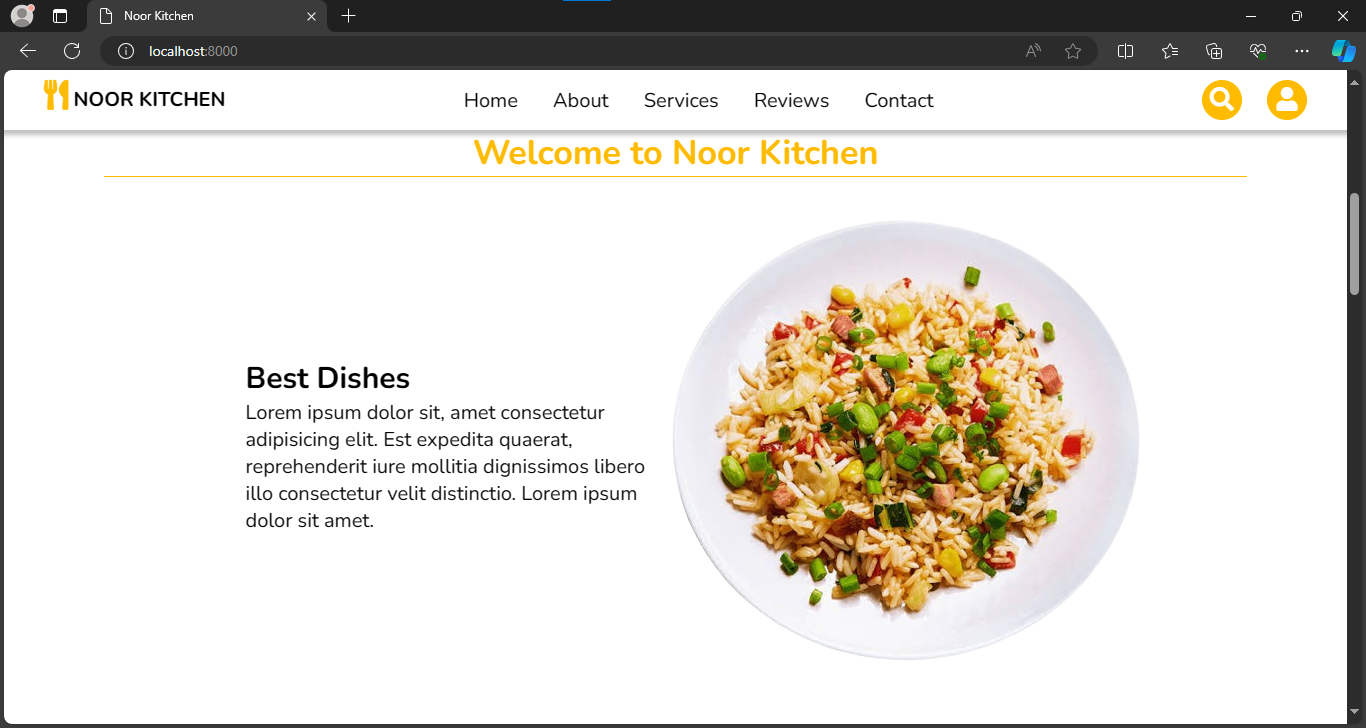 Noor Kitchen
localhost:8000
NOOR KITCHEN
Home About Services Reviews Contact
Welcome to Noor Kitchen
Best Dishes
Lorem ipsum dolor sit, amet consectetur
adipisicing elit. Est expedita quaerat,
reprehenderit iure mollitia dignissimos libero
illo consectetur velit distinctio. Lorem ipsum
dolor sit amet.